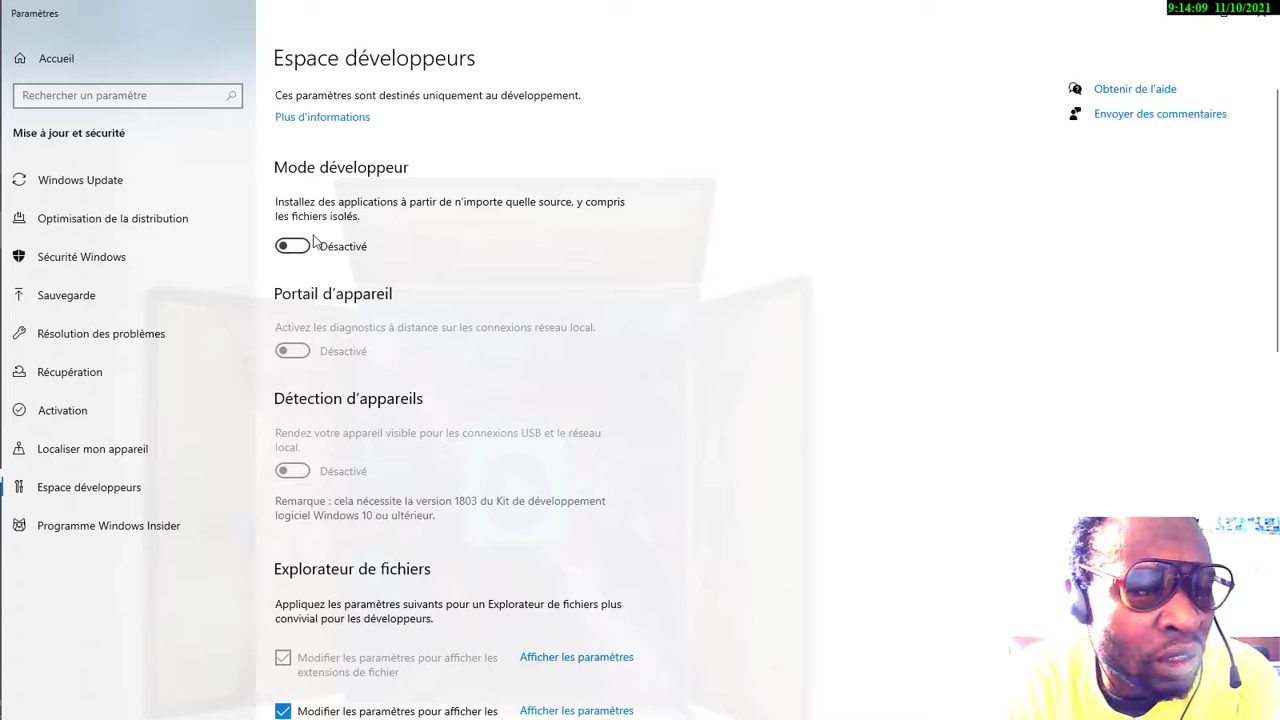 9:14:09 11/10/2021
Paramètres
Accueil
Rechercher un paramètre
Mise à jour et sécurité
Windows Update
Optimisation de la distribution
Sécurité Windows
Sauvegarde
Résolution des problèmes
Récupération
Activation
Localiser mon appareil
Espace développeurs
Programme Windows Insider
Espace développeurs
Ces paramètres sont destinés uniquement au développement.
Plus d’informations
Mode développeur
Installez des applications à partir de n’importe quelle source, y compris
les fichiers isolés.
Désactivé
Portail d’appareil
Activez les diagnostics à distance sur les connexions réseau local.
Désactivé
Détection d’appareils
Rendez votre appareil visible pour les connexions USB et le réseau
local.
Désactivé
Remarque : cela nécessite la version 1803 du Kit de développement
logiciel Windows 10 ou ultérieur.
Explorateur de fichiers
Appliquez les paramètres suivants pour un Explorateur de fichiers plus
convivial pour les développeurs.
Modifier les paramètres pour afficher les
extensions de fichier
Afficher les paramètres
Modifier les paramètres pour afficher les
Afficher les paramètres
Obtenir de l’aide
Envoyer des commentaires